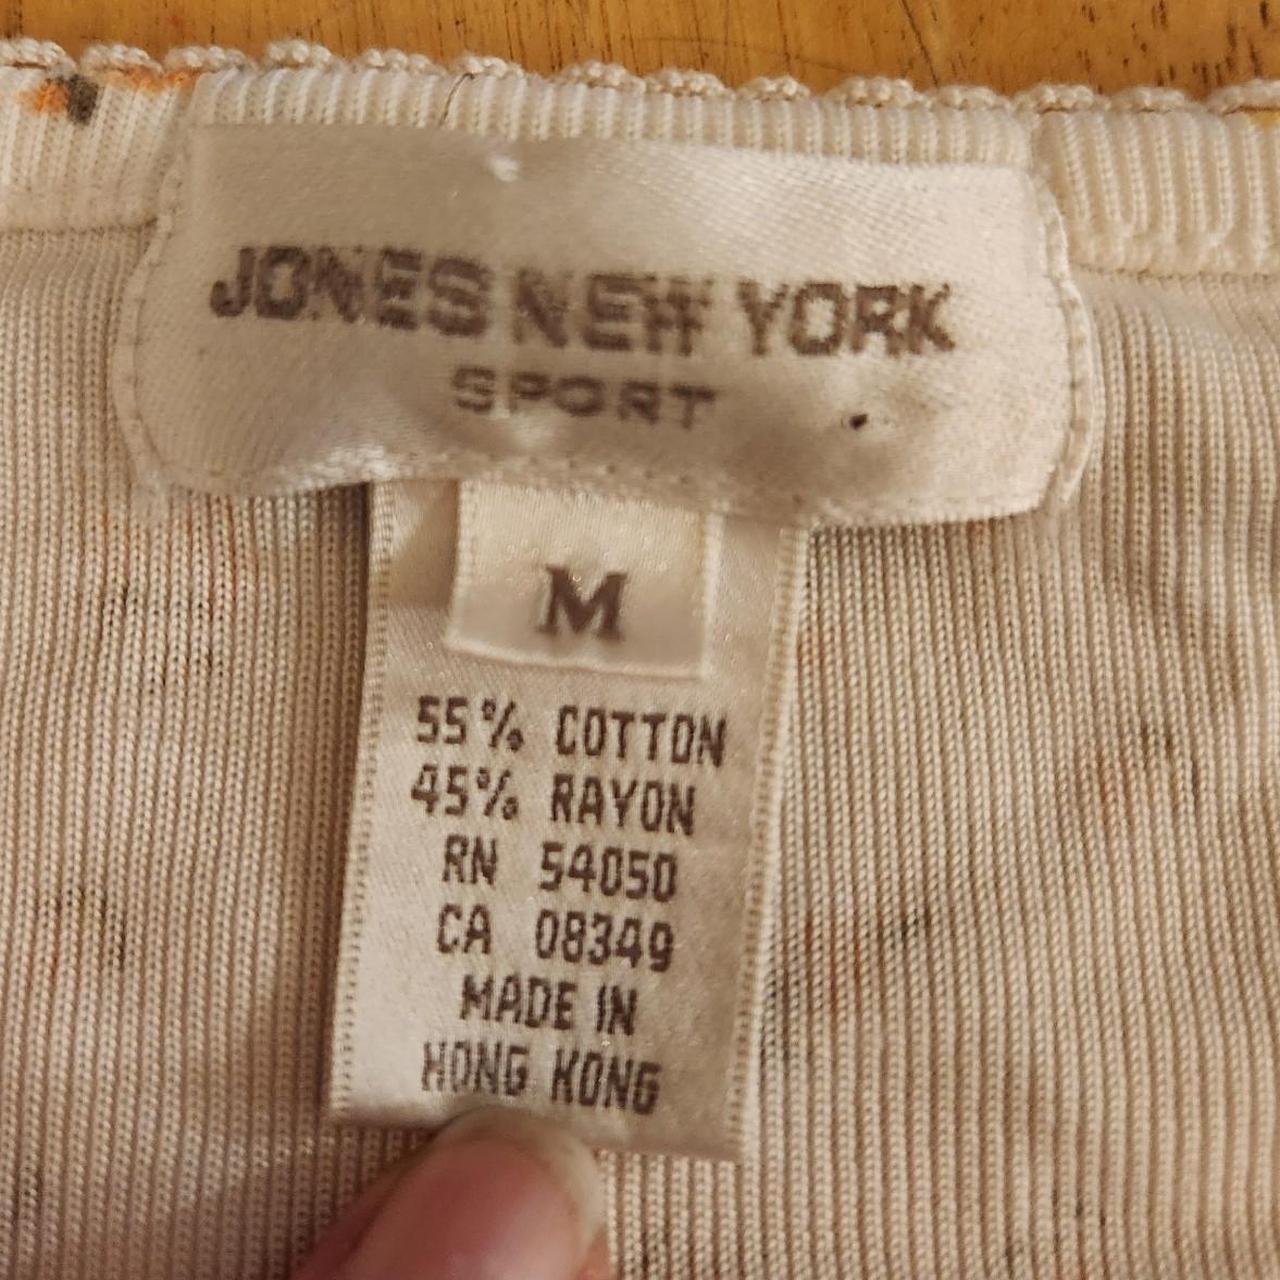 JONES NEW YORK
SPORT
M
55% COTTON
45% RAYON
RN 54050
CA 08349
MADE IN
HONG KONG